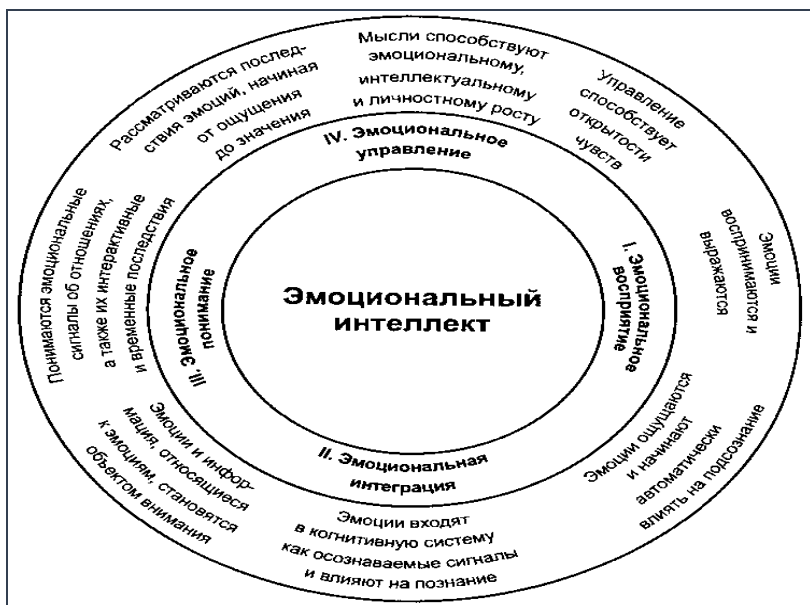 Эмоциональный
интеллект
I. Эмоциональное
восприятие
II. Эмоциональная
интеграция
III. Эмоциональное
понимание
IV. Эмоциональное
управление
Управление
способствует
открытости
чувств
Эмоции
воспринимаются и
выражаются
Эмоции ощущаются
и начинают
автоматически
влиять на подсознание
Эмоции входят
в когнитивную систему
как осознаваемые сигналы
и влияют на познание
Эмоции и инфор-
мация, относящиеся
к эмоциям, становятся
объектом внимания
Понимаются эмоциональные
сигналы об отношениях,
а также их интерактивные
и временные последствия
Рассматриваются послед-
ствия эмоций, начиная
от ощущения
до значения
Мысли способствуют
эмоциональному,
интеллектуальному
и личностному росту